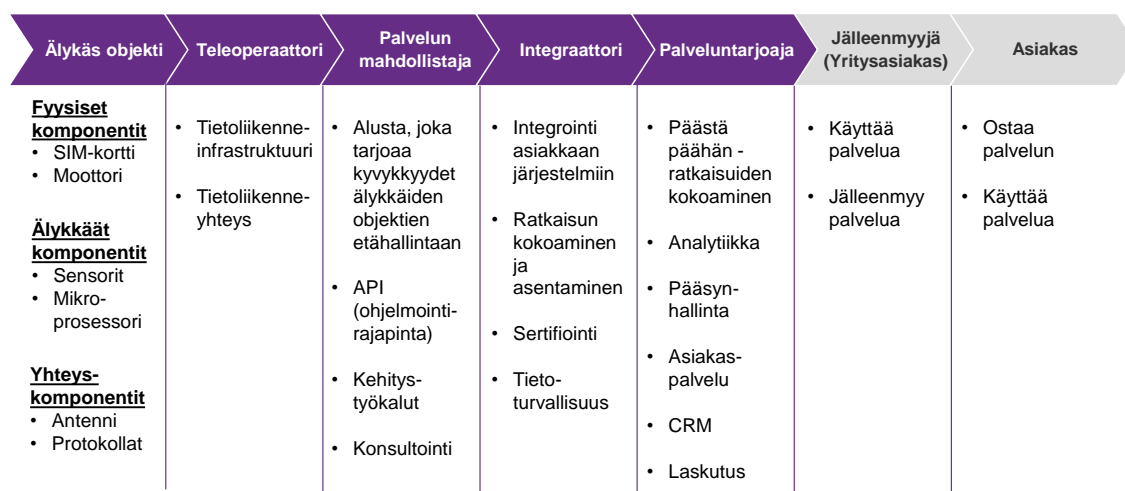 Älykäs objekti
Teleoperaattori
Palvelun
mahdollistaja
Integraattori
Palveluntarjoaja
Jälleenmyyjä
(Yritysasiakas)
Asiakas
Fyysiset
komponentit
• SIM-kortti
• Moottori
Älykkäät
komponentit
• Sensorit
• Mikro-
prosessori
Yhteys-
komponentit
• Antenni
• Protokollat
• Tietoliikenne-
infrastruktuuri
• Tietoliikenne-
yhteys
• Alusta, joka
tarjoaa
kyvykkyydet
älykkäiden
objektien
etähallintaan
• API
(ohjelmointi-
rajapinta)
• Kehitys-
työkalut
• Konsultointi
• Integrointi
asiakkaan
järjestelmiin
• Ratkaisun
kokoaminen
ja
asentaminen
• Sertifiointi
• Tieto-
turvallisuus
• Päästä
päähän -
ratkaisuiden
kokoaminen
• Analytiikka
• Pääsyn-
hallinta
• Asiakas-
palvelu
• CRM
• Laskutus
• Käyttää
palvelua
• Jälleenmyy
palvelua
• Ostaa
palvelun
• Käyttää
palvelua